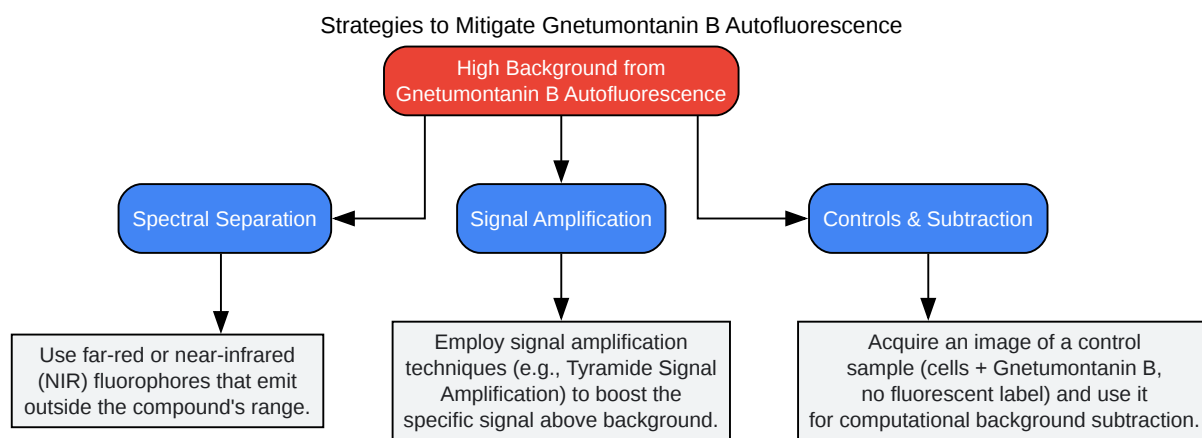 Strategies to Mitigate Gnetumontanin B Autofluorescence
High Background from
Gnetumontanin B Autofluorescence
Spectral Separation
Signal Amplification
Controls & Subtraction
Use far-red or near-infrared
(NIR) fluorophores that emit
outside the compound's range.
Employ signal amplification
techniques (e.g., Tyramide Signal
Amplification) to boost the
specific signal above background.
Acquire an image of a control
sample (cells + Gnetumontanin B,
no fluorescent label) and use it
for computational background subtraction.